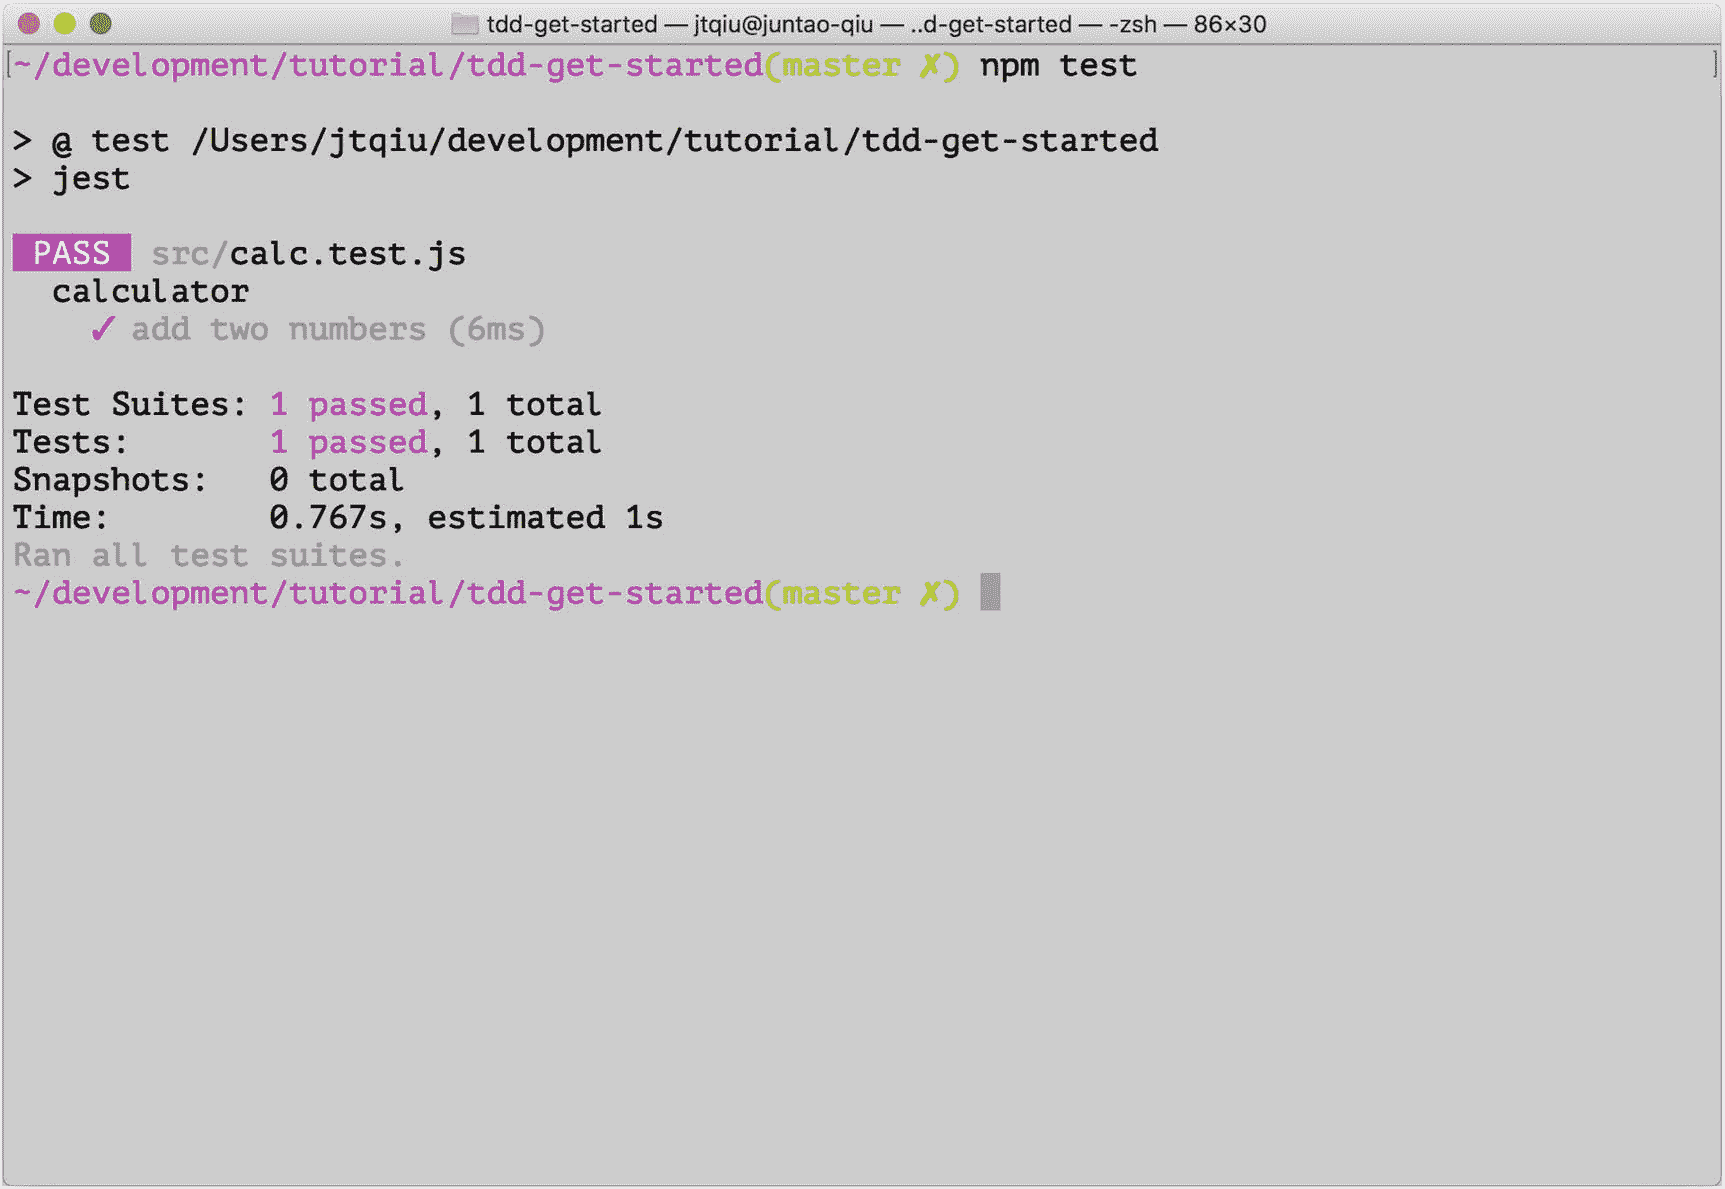 tdd-get-started — jtqiu@juntao-qiu — ..d-get-started — -zsh — 86×30
[~/development/tutorial/tdd-get-started(master ✗) npm test ]
> @ test /Users/jtqiu/development/tutorial/tdd-get-started
> jest
PASS src/calc.test.js
calculator
✓ add two numbers (6ms)
Test Suites: 1 passed, 1 total
Tests: 1 passed, 1 total
Snapshots: 0 total
Time: 0.767s, estimated 1s
Ran all test suites.
~/development/tutorial/tdd-get-started(master ✗)